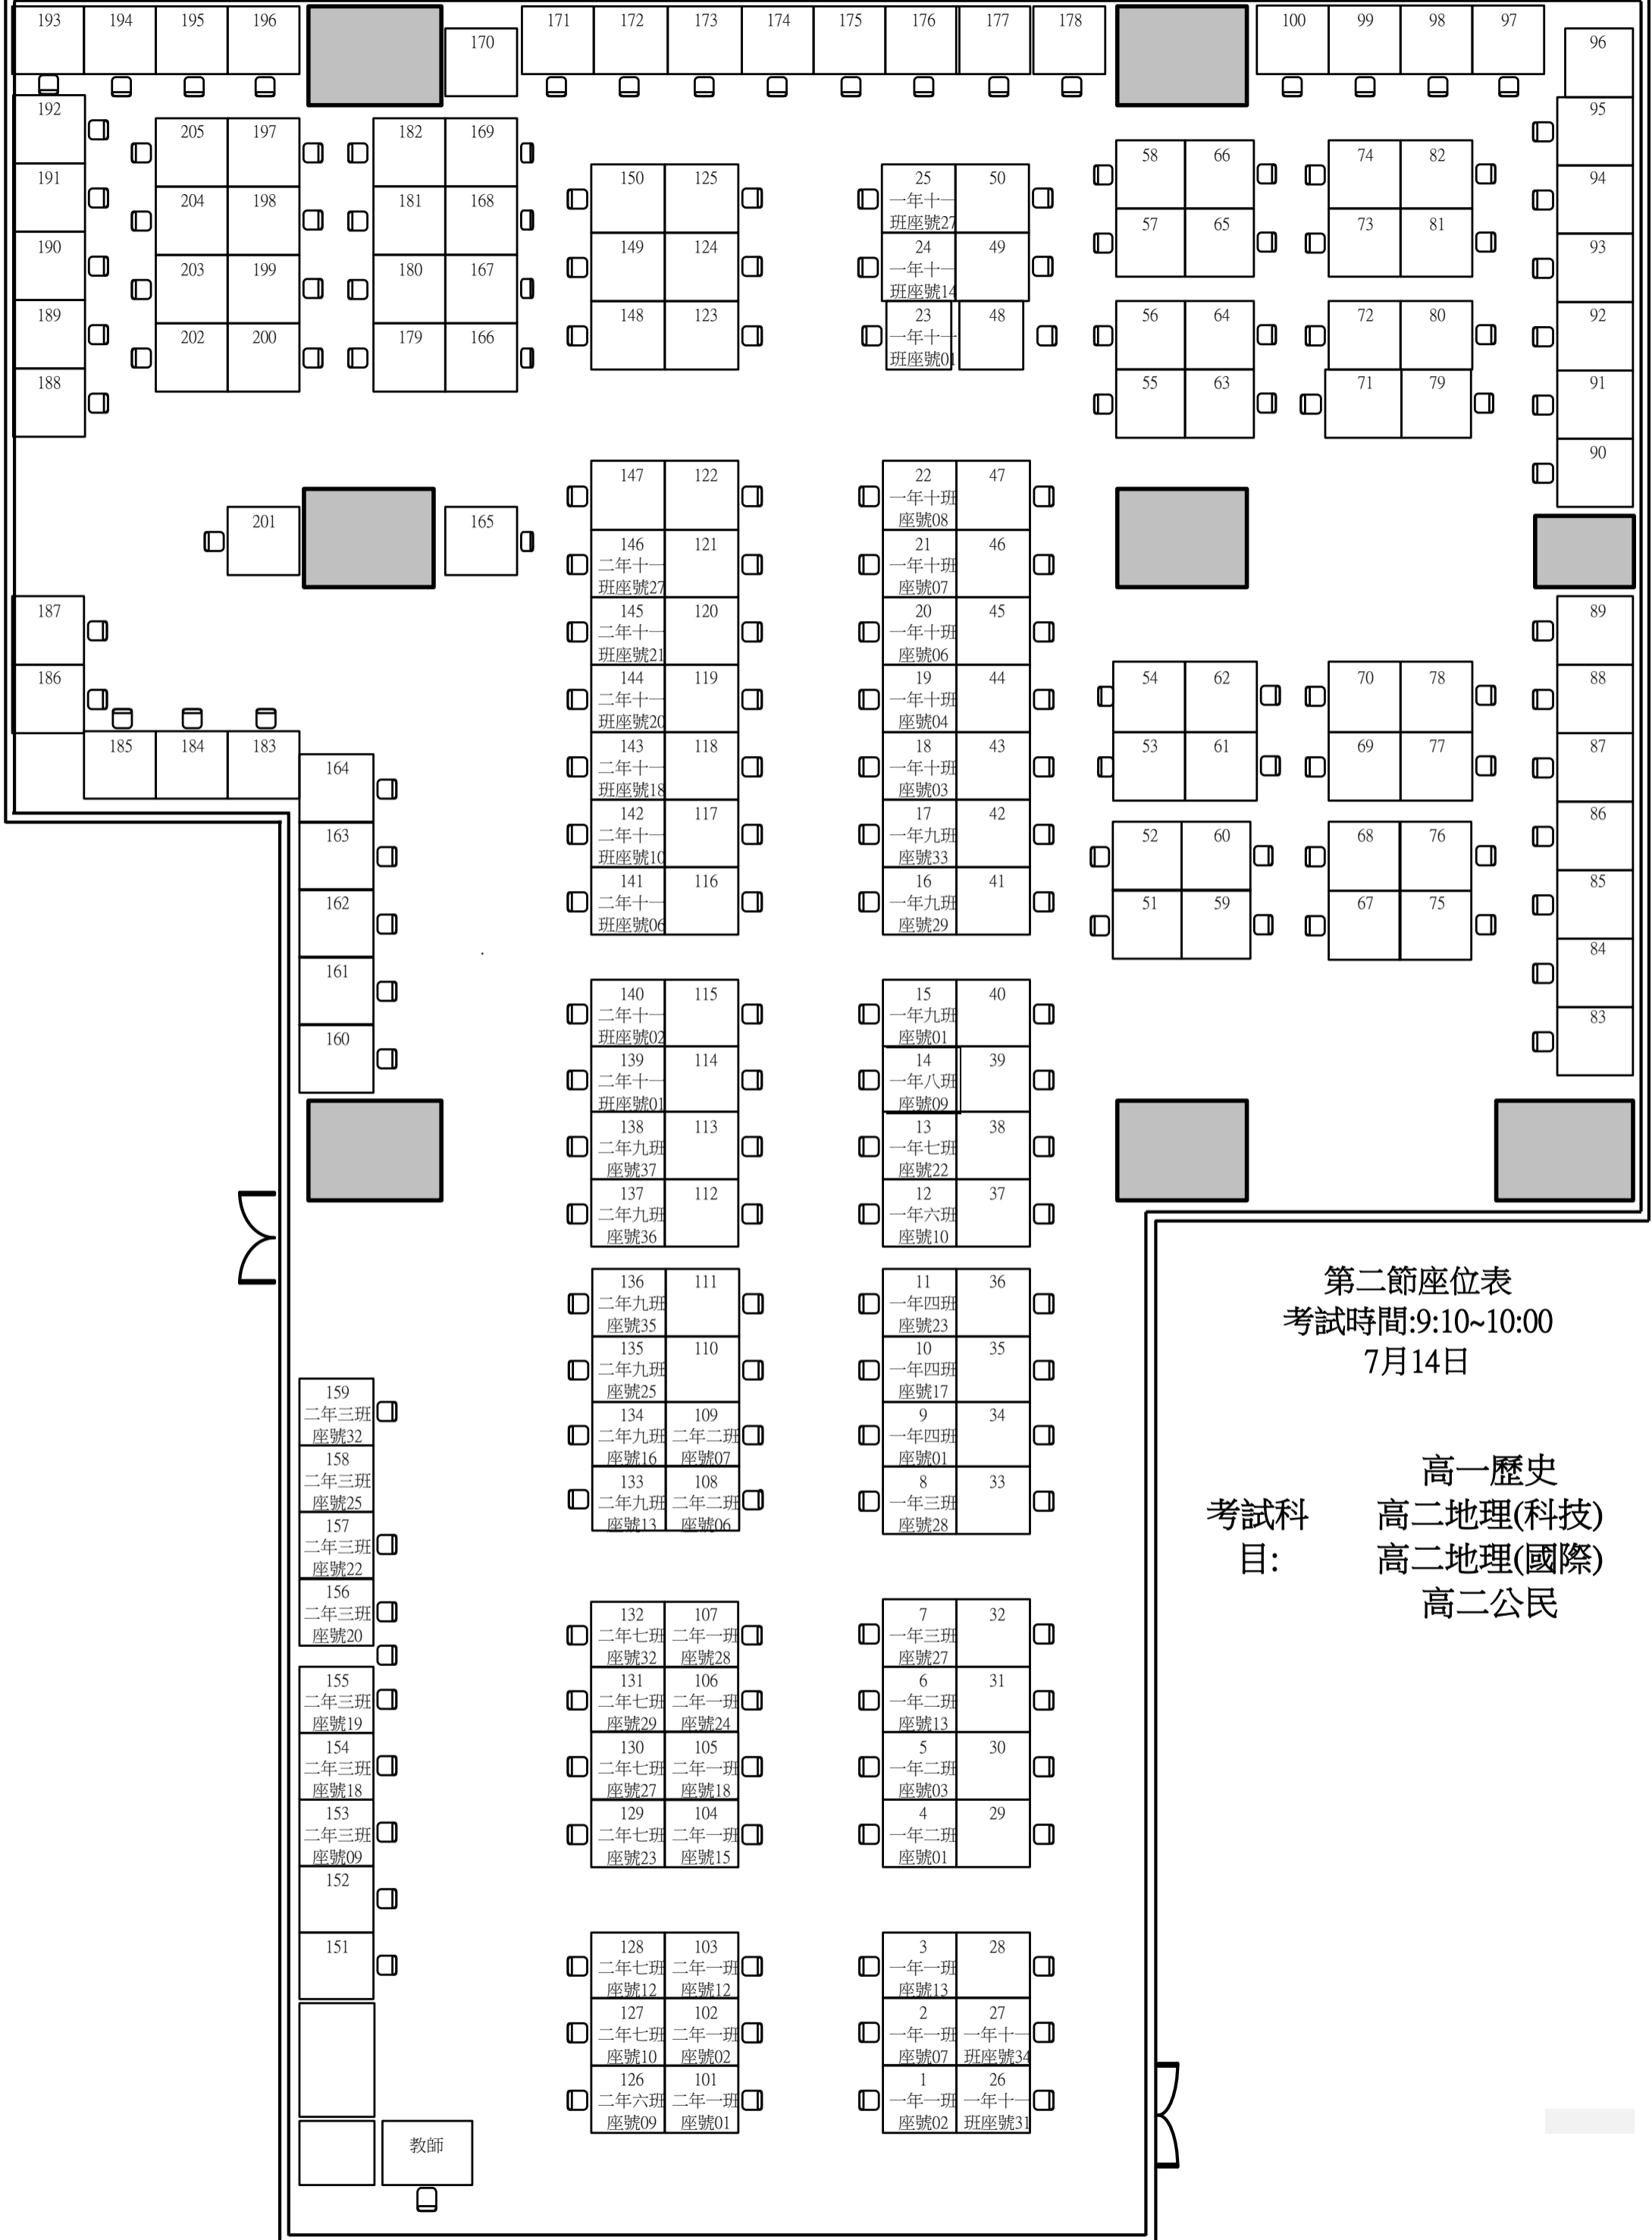 193 194 195 196 170 171 172 173 174 175 176 177 178 100 99 98 97 96
192
191
190
189
188
205 197
204 198
203 199
202 200
182 169
181 168
180 167
179 166
150 125
149 124
148 123
25 50
一年十一
班座號27
24 49
一年十一
班座號14
23 48
一年十一
班座號01
58 66
57 65
56 64
55 63
74 82
73 81
72 80
71 79
95
94
93
92
91
90
201
165
187
186
185 184 183
164
163
162
161
160
147 122
146 121
二年十一
班座號27
145 120
二年十一
班座號21
144 119
二年十一
班座號20
143 118
二年十一
班座號18
142 117
二年十一
班座號10
141 116
二年十一
班座號06
22 47
一年十班
座號08
21 46
一年十班
座號07
20 45
一年十班
座號06
19 44
一年十班
座號04
18 43
一年十班
座號03
17 42
一年九班
座號33
16 41
一年九班
座號29
54 62
53 61
52 60
51 59
70 78
69 77
68 76
67 75
89
88
87
86
85
84
83
140 115
二年十一
班座號02
139 114
二年十一
班座號01
138 113
二年九班
座號37
137 112
二年九班
座號36
15 40
一年九班
座號01
14 39
一年八班
座號09
13 38
一年七班
座號22
12 37
一年六班
座號10
136 111
二年九班
座號35
135 110
二年九班
座號25
134 109
二年九班 二年二班
座號16 座號07
133 108
二年九班 二年二班
座號13 座號06
11 36
一年四班
座號23
10 35
一年四班
座號17
9 34
一年四班
座號01
8 33
一年三班
座號28
第二節座位表
考試時間:9:10~10:00
7月14日
考試科
目:
高一歷史
高二地理(科技)
高二地理(國際)
高二公民
159
二年三班
座號32
158
二年三班
座號25
157
二年三班
座號22
156
二年三班
座號20
155
二年三班
座號19
154
二年三班
座號18
153
二年三班
座號09
152
151
132 107
二年七班 二年一班
座號32 座號28
131 106
二年七班 二年一班
座號29 座號24
130 105
二年七班 二年一班
座號27 座號18
129 104
二年七班 二年一班
座號23 座號15
7 32
一年三班
座號27
6 31
一年二班
座號13
5 30
一年二班
座號03
4 29
一年二班
座號01
128 103
二年七班 二年一班
座號12 座號12
127 102
二年七班 二年一班
座號10 座號02
126 101
二年六班 二年一班
座號09 座號01
3 28
一年一班
座號13
2 27
一年一班 一年十一
座號07 班座號34
1 26
一年一班 一年十一
座號02 班座號31
教師